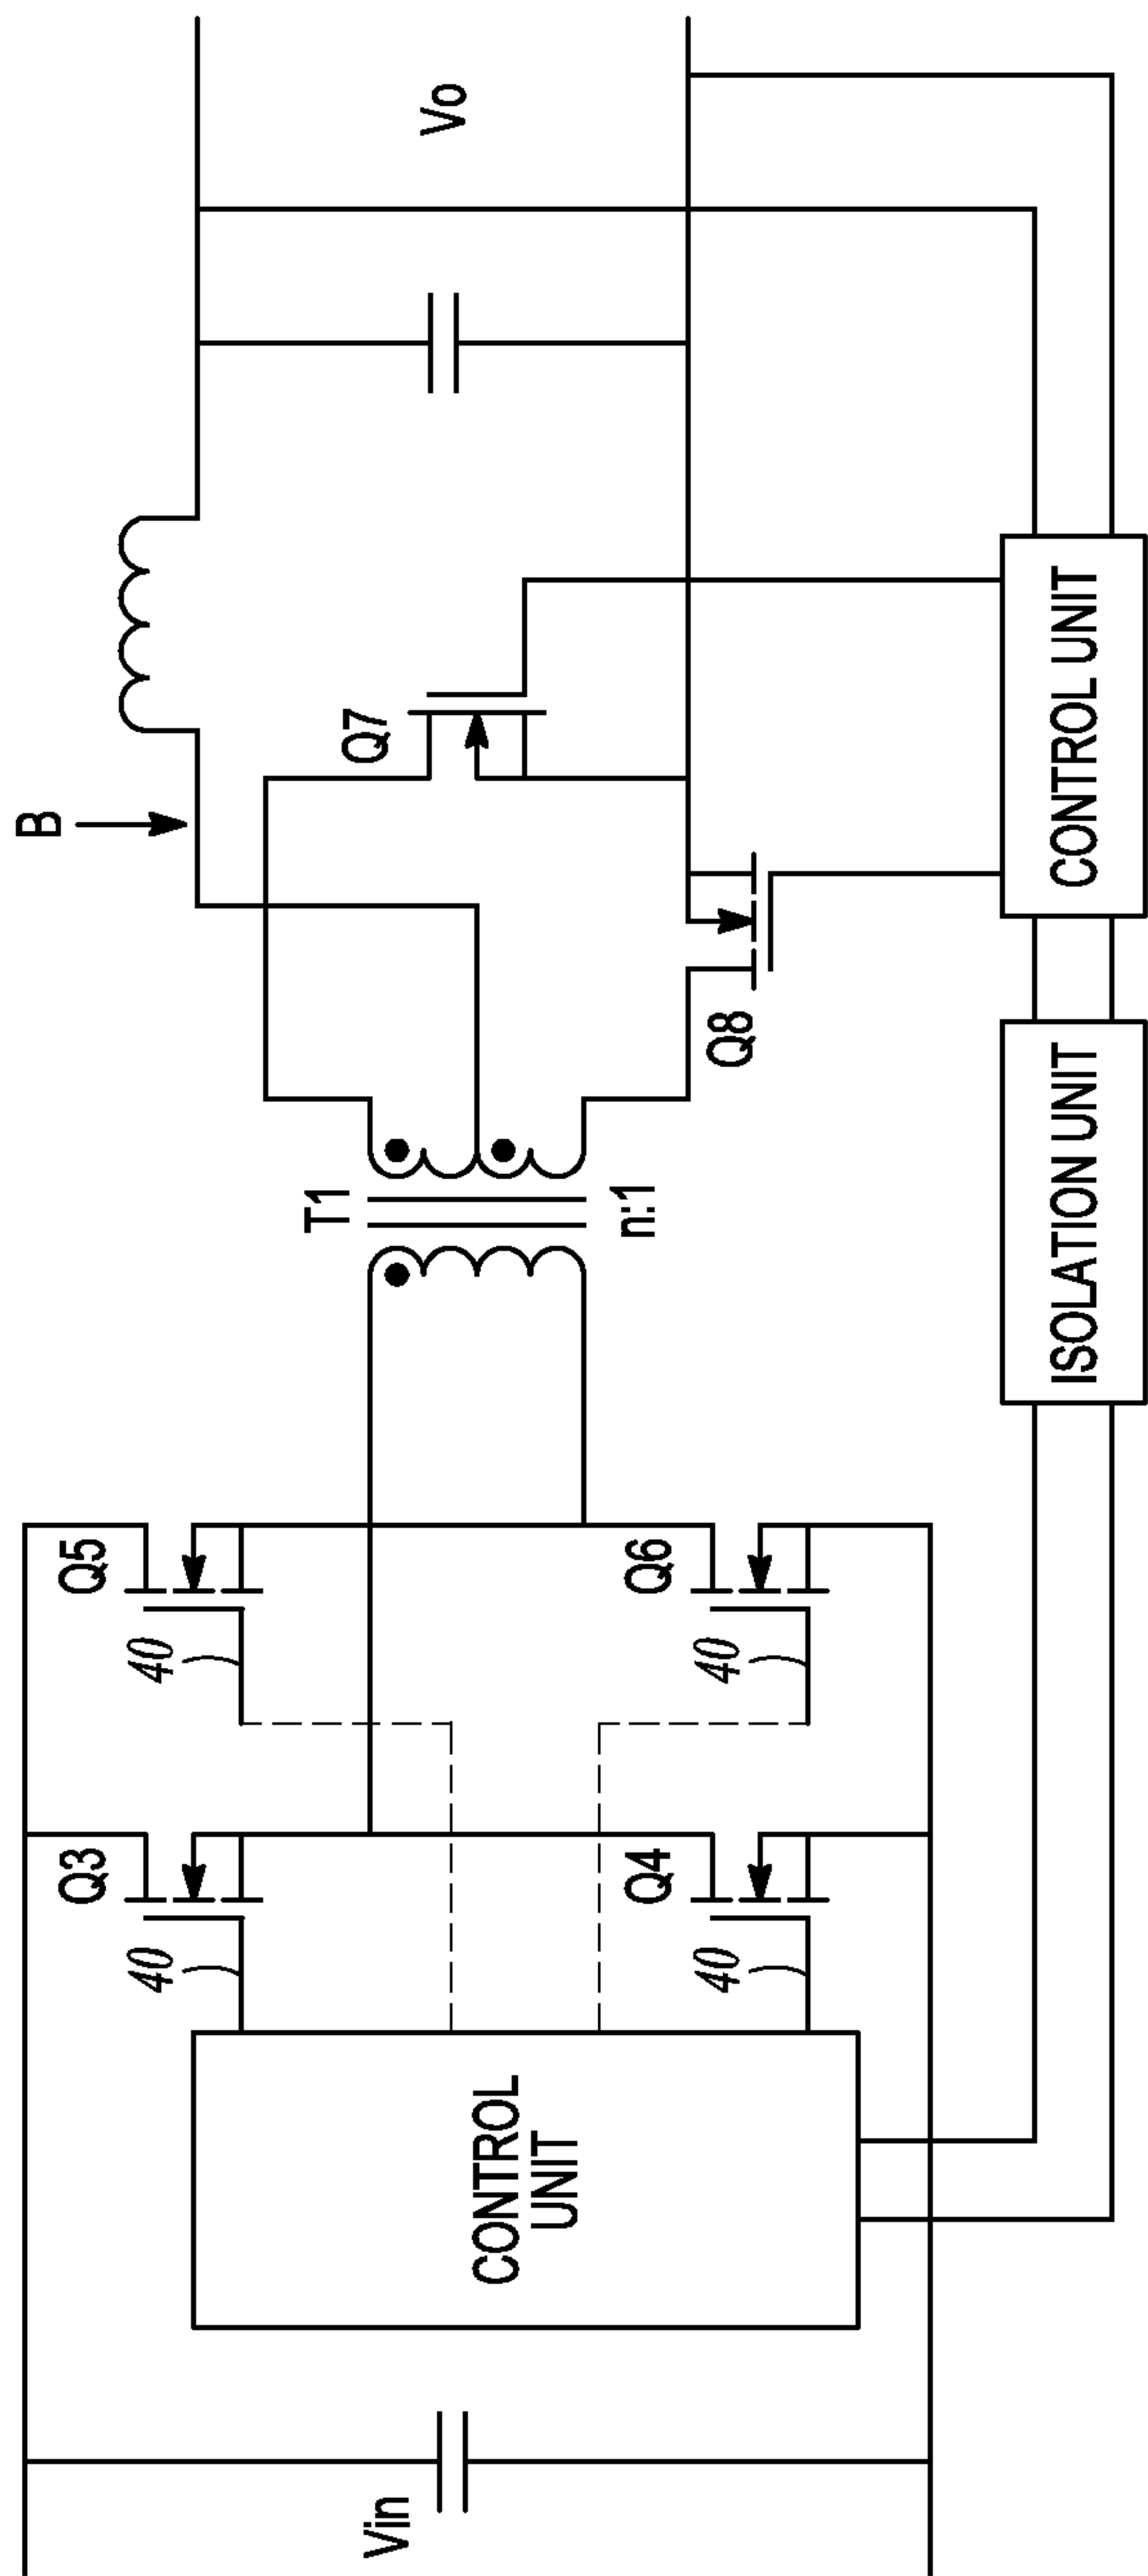 Vin
CONTROL
UNIT
40
Q3
40
Q4
40
Q5
40
Q6
T1
n:1
Q8
Q7
B
Vo
ISOLATION UNIT
CONTROL UNIT